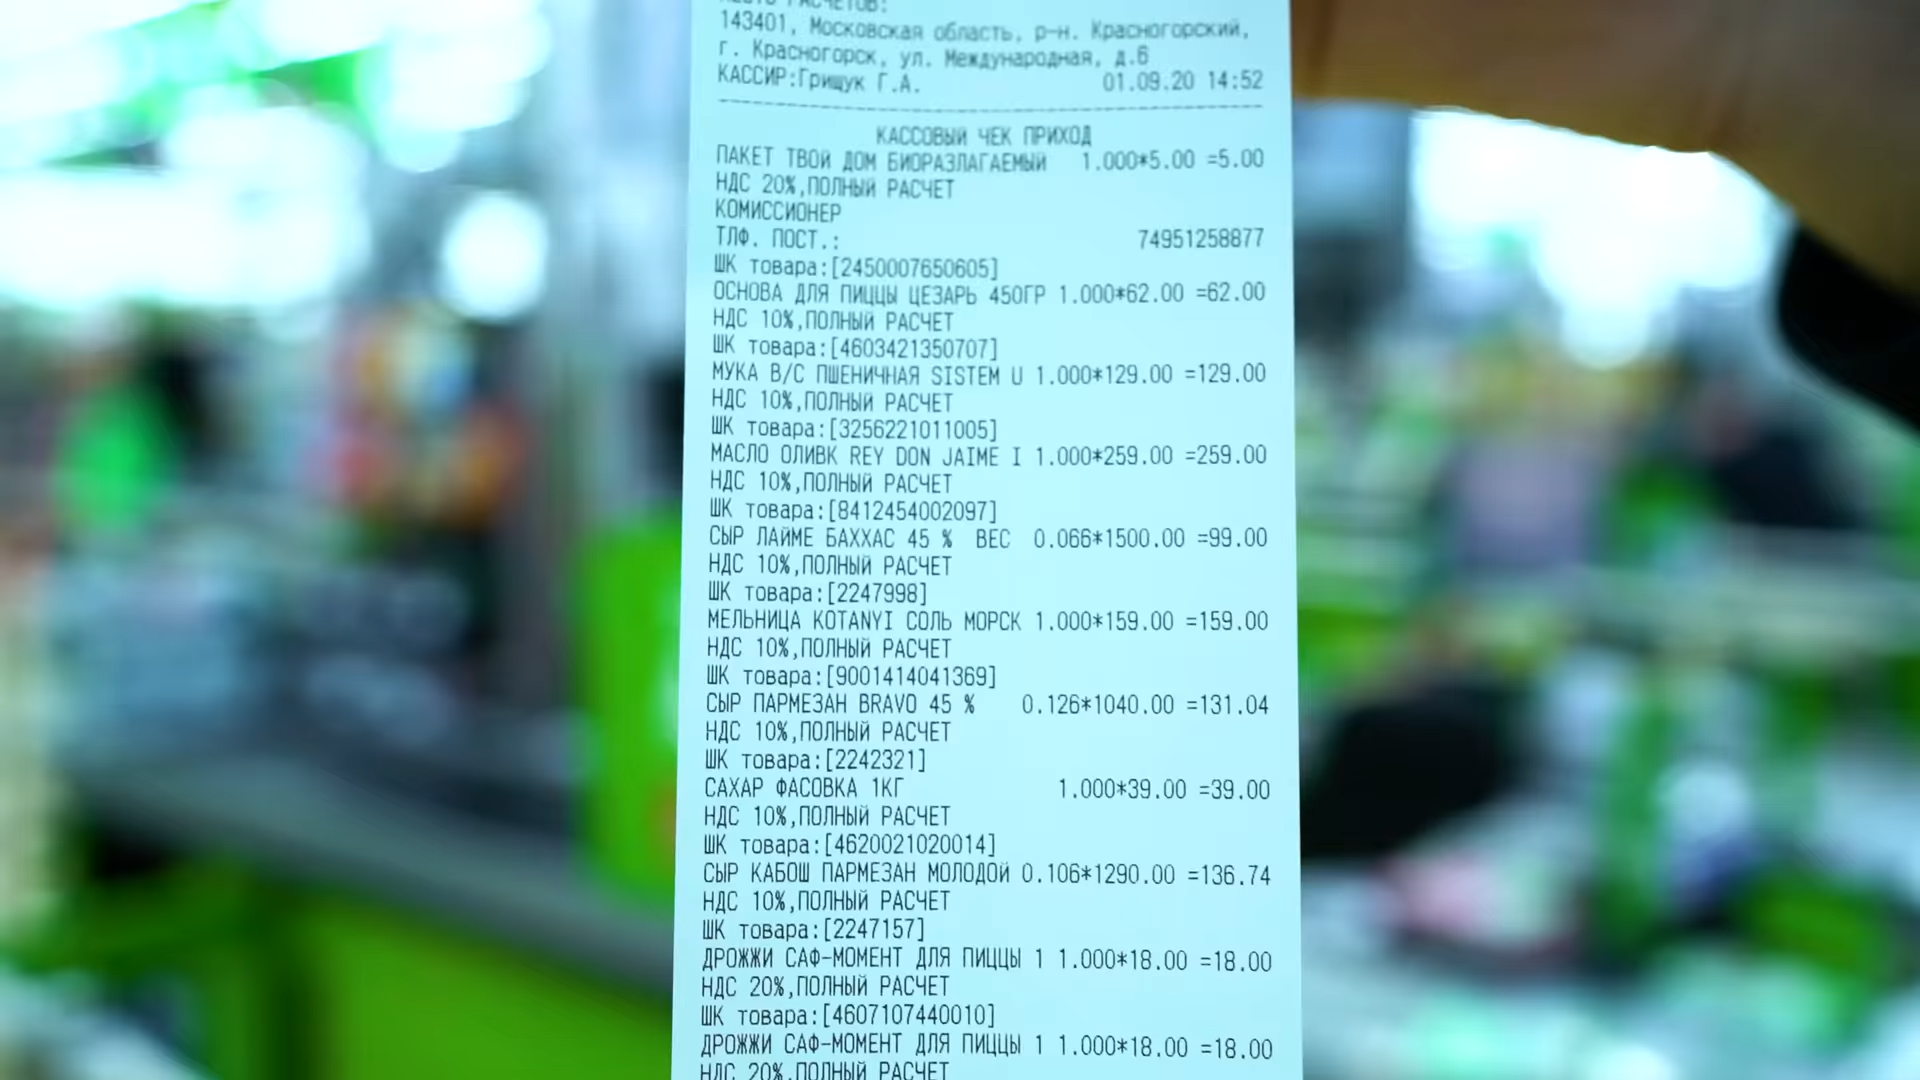 МЕСТО РАСЧЕТОВ:
143401, Московская область, р-н. Красногорский,
г. Красногорск, ул. Международная, д.6
КАССИР:Грищук Г.А. 01.09.20 14:52
КАССОВЫЙ ЧЕК ПРИХОД
ПАКЕТ ТВОЙ ДОМ БИОРАЗЛАГАЕМЫЙ 1.000*5.00 =5.00
НДС 20%,ПОЛНЫЙ РАСЧЕТ
КОМИССИОНЕР
ТЛФ. ПОСТ.: 74951258877
ШК товара:[2450007650605]
ОСНОВА ДЛЯ ПИЦЦЫ ЦЕЗАРЬ 450ГР 1.000*62.00 =62.00
НДС 10%,ПОЛНЫЙ РАСЧЕТ
ШК товара:[4603421350707]
МУКА В/С ПШЕНИЧНАЯ SISTEM U 1.000*129.00 =129.00
НДС 10%,ПОЛНЫЙ РАСЧЕТ
ШК товара:[3256221011005]
МАСЛО ОЛИВК REY DON JAIME I 1.000*259.00 =259.00
НДС 10%,ПОЛНЫЙ РАСЧЕТ
ШК товара:[8412454002097]
СЫР ЛАЙМЕ БАХХАС 45 % ВЕС 0.066*1500.00 =99.00
НДС 10%,ПОЛНЫЙ РАСЧЕТ
ШК товара:[2247998]
МЕЛЬНИЦА KOTANYI СОЛЬ МОРСК 1.000*159.00 =159.00
НДС 10%,ПОЛНЫЙ РАСЧЕТ
ШК товара:[9001414041369]
СЫР ПАРМЕЗАН BRAVO 45 % 0.126*1040.00 =131.04
НДС 10%,ПОЛНЫЙ РАСЧЕТ
ШК товара:[2242321]
САХАР ФАСОВКА 1КГ 1.000*39.00 =39.00
НДС 10%,ПОЛНЫЙ РАСЧЕТ
ШК товара:[4620021020014]
СЫР КАБОШ ПАРМЕЗАН МОЛОДОЙ 0.106*1290.00 =136.74
НДС 10%,ПОЛНЫЙ РАСЧЕТ
ШК товара:[2247157]
ДРОЖЖИ САФ-МОМЕНТ ДЛЯ ПИЦЦЫ 1 1.000*18.00 =18.00
НДС 20%,ПОЛНЫЙ РАСЧЕТ
ШК товара:[4607107440010]
ДРОЖЖИ САФ-МОМЕНТ ДЛЯ ПИЦЦЫ 1 1.000*18.00 =18.00
НДС 20%,ПОЛНЫЙ РАСЧЕТ